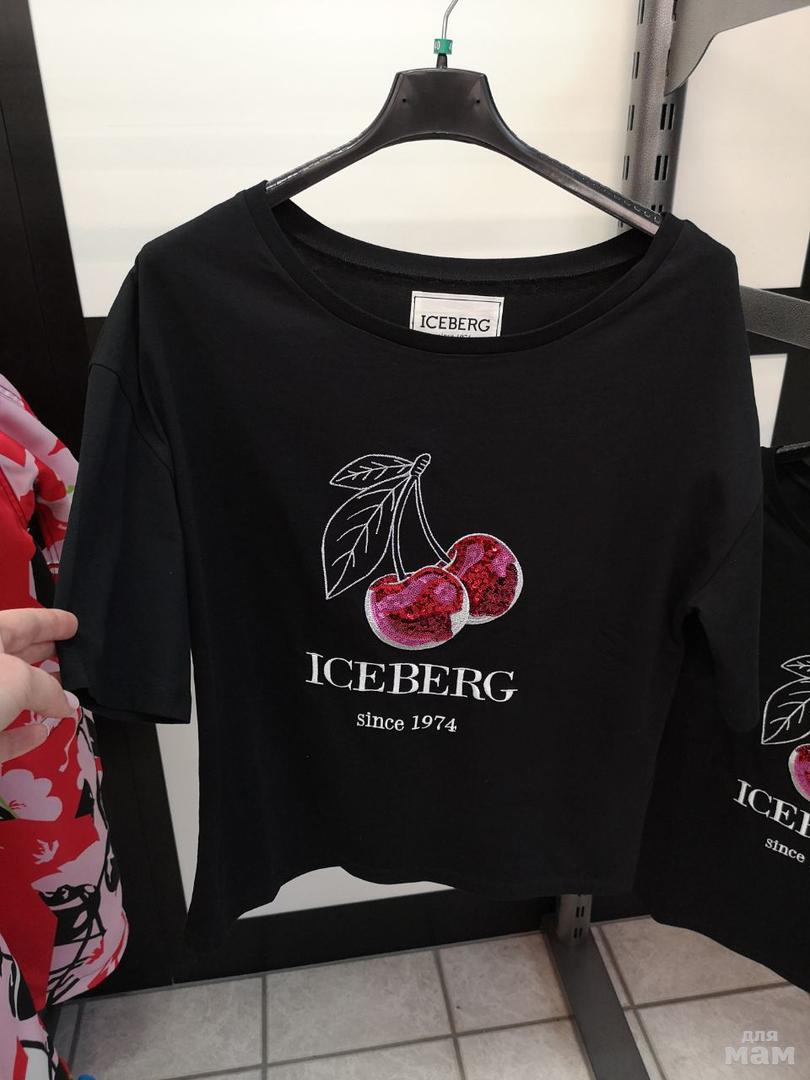 ICEBERG
ICEBERG
since 1974
ICEB
since
для
мам